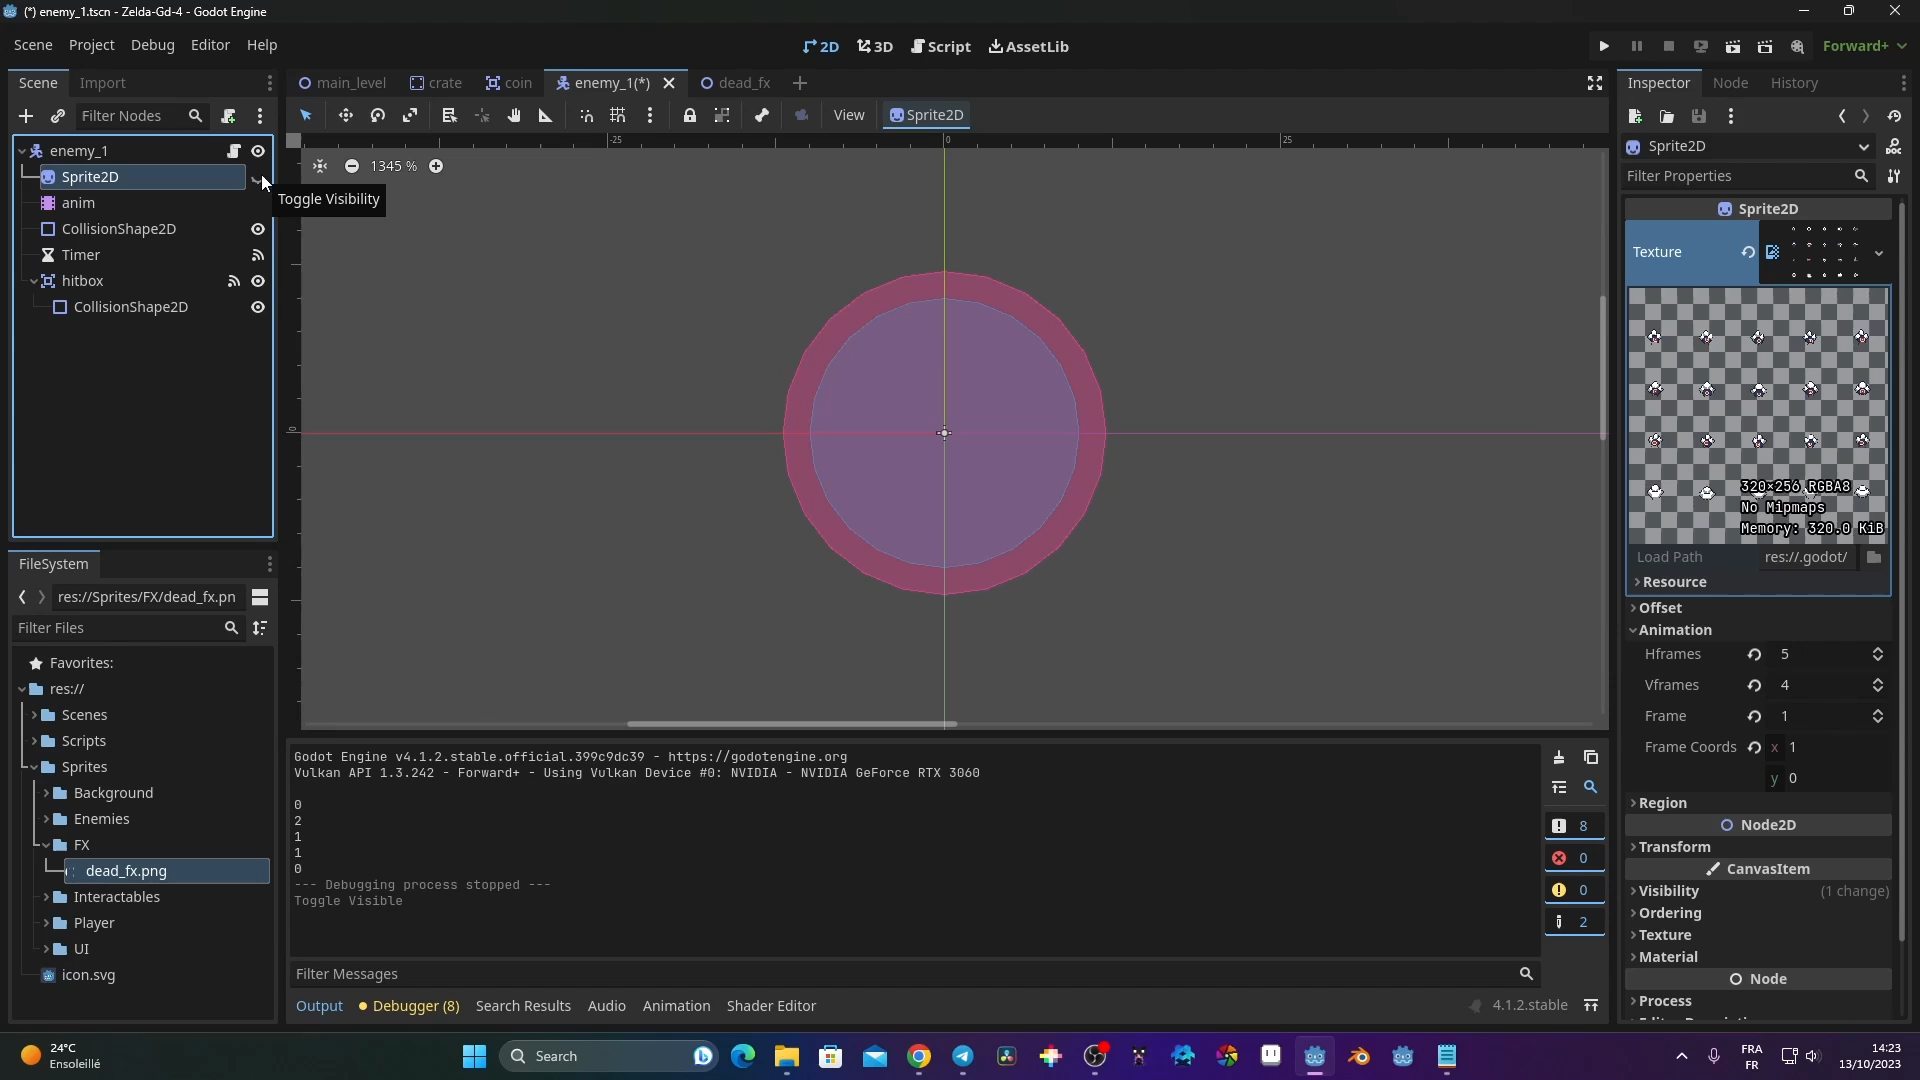 (*) enemy_1.tscn - Zelda-Gd-4 - Godot Engine
Scene Project Debug Editor Help
2D 3D Script AssetLib
Forward+
Scene Import
main_level crate coin enemy_1(*) dead_fx
Inspector Node History
Filter Nodes
View Sprite2D
enemy_1
Sprite2D
anim
CollisionShape2D
Timer
hitbox
CollisionShape2D
Toggle Visibility
-25 0 25
1345 %
0
Sprite2D
Filter Properties
Sprite2D
Texture
320×256 RGBA8
No Mipmaps
Memory: 320.0 KiB
Load Path res://.godot/
Resource
Offset
Animation
Hframes 5
Vframes 4
Frame 1
Frame Coords x 1
y 0
Region
Node2D
Transform
CanvasItem
Visibility (1 change)
Ordering
Texture
Material
Node
Process
FileSystem
res://Sprites/FX/dead_fx.pn
Filter Files
Favorites:
res://
Scenes
Scripts
Sprites
Background
Enemies
FX
dead_fx.png
Interactables
Player
UI
icon.svg
Godot Engine v4.1.2.stable.official.399c9dc39 - https://godotengine.org
Vulkan API 1.3.242 - Forward+ - Using Vulkan Device #0: NVIDIA - NVIDIA GeForce RTX 3060
0
2
1
1
0
--- Debugging process stopped ---
Toggle Visible
8
0
0
2
Filter Messages
Output Debugger (8) Search Results Audio Animation Shader Editor
4.1.2.stable
24°C
Ensoleillé
Search
FRA
FR
14:23
13/10/2023